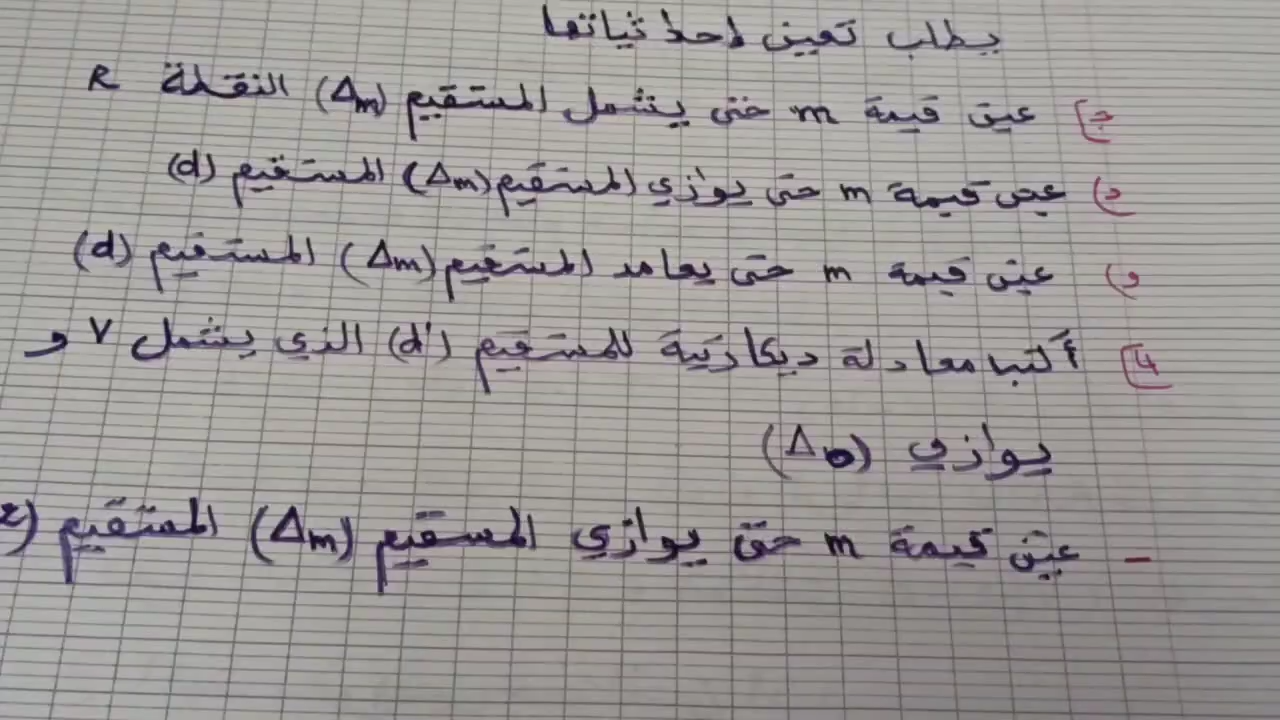 يطلب تعيين احداثياتها
ج) عين قيمة m حتى يشمل المستقيم (Δm) النقطة R
د) عين قيمة m حتى يوازي المستقيم (Δm) المستقيم (d)
و) عين قيمة m حتى يعامد المستقيم (Δm) المستقيم (d)
4] أكتب معادلة ديكارتية للمستقيم (d') الذي يشمل V و
يوازي (Δ0)
- عين قيمة m حتى يوازي المستقيم (Δm) المستقيم